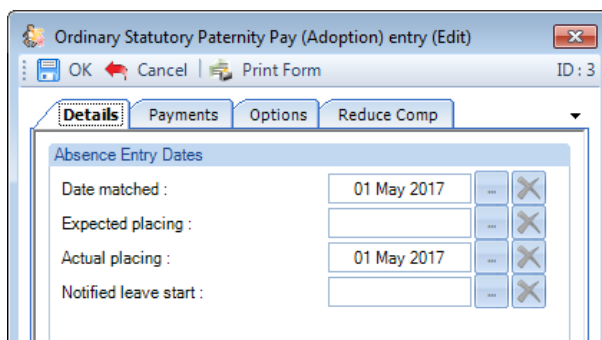 Ordinary Statutory Paternity Pay (Adoption) entry (Edit)
OK Cancel Print Form ID : 3
Details Payments Options Reduce Comp
Absence Entry Dates
Date matched : 01 May 2017 ...
Expected placing : ...
Actual placing : 01 May 2017 ...
Notified leave start : ...